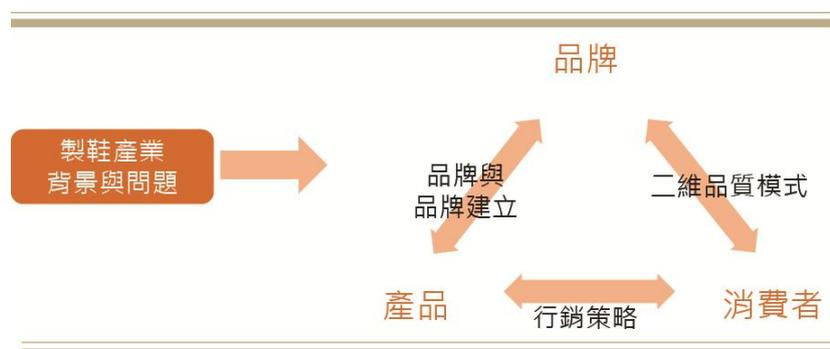 品牌
製鞋產業
背景與問題
品牌與
品牌建立
二維品質模式
產品
行銷策略
消費者